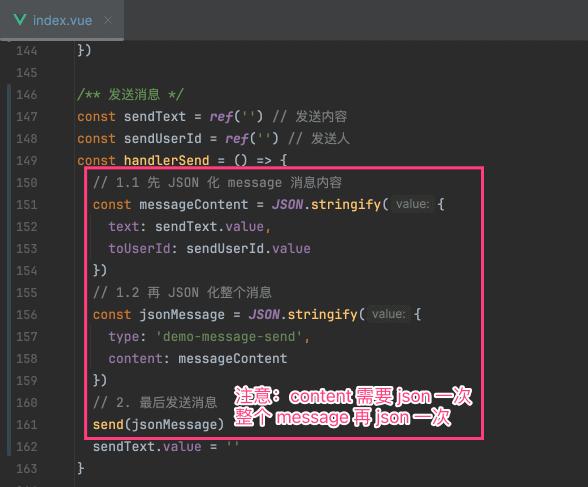 index.vue
144 })
145
146 /** 发送消息 */
147 const sendText = ref('') // 发送内容
148 const sendUserId = ref('') // 发送人
149 const handlerSend = () => {
150 // 1.1 先 JSON 化 message 消息内容
151 const messageContent = JSON.stringify( value: {
152 text: sendText.value,
153 toUserId: sendUserId.value
154 })
155 // 1.2 再 JSON 化整个消息
156 const jsonMessage = JSON.stringify( value: {
157 type: 'demo-message-send',
158 content: messageContent
159 })
160 // 2. 最后发送消息
注意：content 需要 json 一次
161 send(jsonMessage)
整个 message 再 json 一次
162 sendText.value = ''
163 }